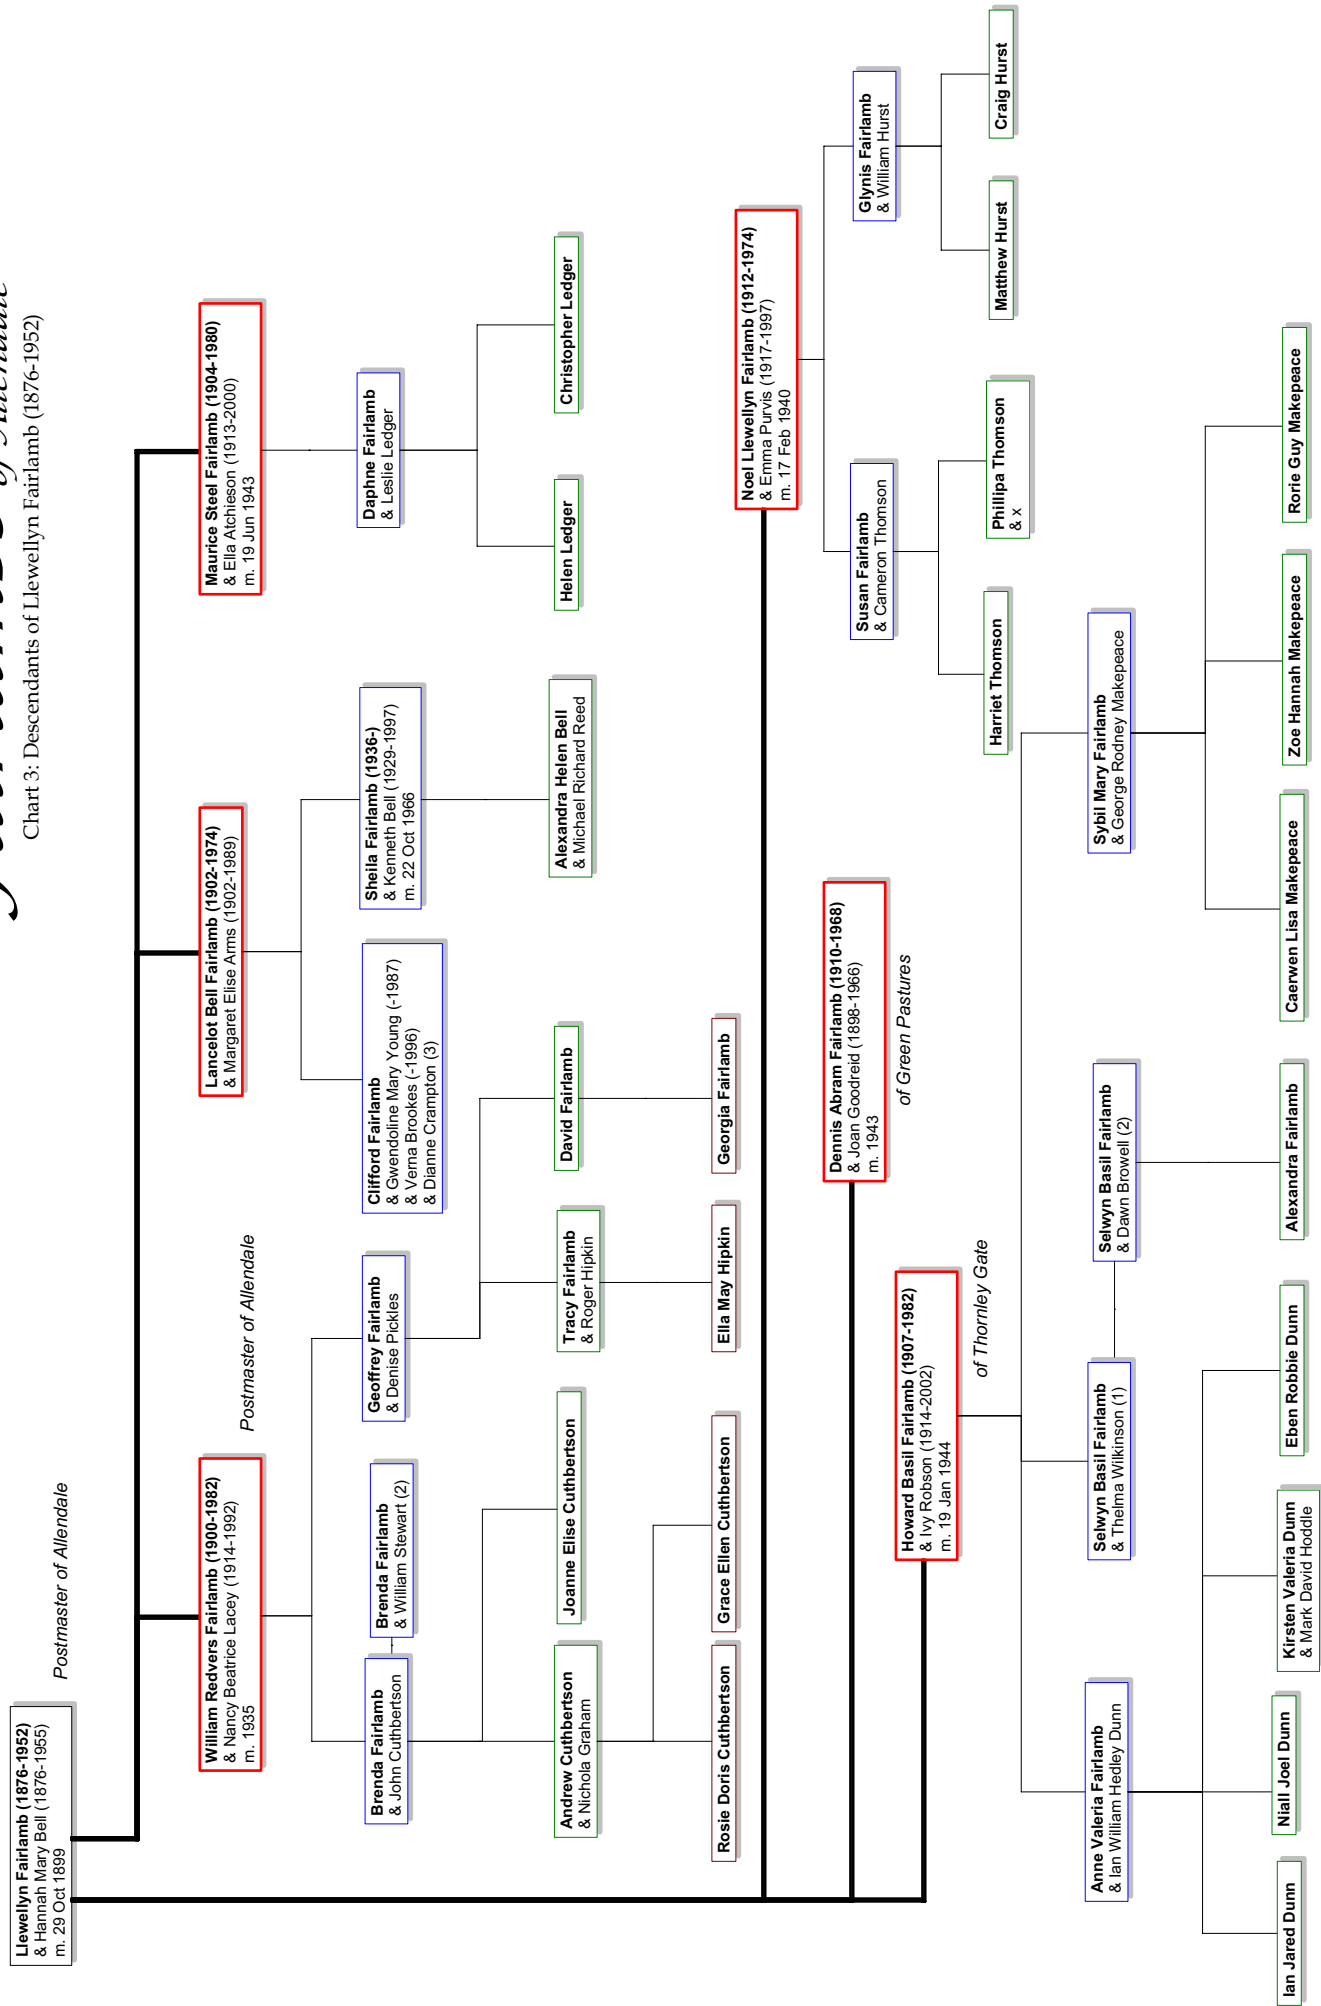 of Allendale
Chart 3: Descendants of Llewellyn Fairlamb (1876-1952)
Llewellyn Fairlamb (1876-1952)
& Hannah Mary Bell (1876-1955)
m. 29 Oct 1899
Postmaster of Allendale
William Redvers Fairlamb (1900-1982)
& Nancy Beatrice Lacey (1914-1992)
m. 1935
Postmaster of Allendale
Lancelot Bell Fairlamb (1902-1974)
& Margaret Elise Arms (1902-1989)
Maurice Steel Fairlamb (1904-1980)
& Ella Atchieson (1913-2000)
m. 19 Jun 1943
Brenda Fairlamb
& John Cuthbertson
Brenda Fairlamb
& William Stewart (2)
Geoffrey Fairlamb
& Denise Pickles
Clifford Fairlamb
& Gwendoline Mary Young (-1987)
& Verna Brookes (-1996)
& Dianne Crampton (3)
Sheila Fairlamb (1936-)
& Kenneth Bell (1929-1997)
m. 22 Oct 1966
Daphne Fairlamb
& Leslie Ledger
Andrew Cuthbertson
& Nichola Graham
Joanne Elise Cuthbertson
Tracy Fairlamb
& Roger Hipkin
David Fairlamb
Alexandra Helen Bell
& Michael Richard Reed
Helen Ledger
Christopher Ledger
Rosie Doris Cuthbertson
Grace Ellen Cuthbertson
Ella May Hipkin
Georgia Fairlamb
Noel Llewellyn Fairlamb (1912-1974)
& Emma Purvis (1917-1997)
m. 17 Feb 1940
Dennis Abram Fairlamb (1910-1968)
& Joan Goodreid (1898-1966)
m. 1943
of Green Pastures
Susan Fairlamb
& Cameron Thomson
Glynis Fairlamb
& William Hurst
Harriet Thomson
Phillipa Thomson
& x
Matthew Hurst
Craig Hurst
Howard Basil Fairlamb (1907-1982)
& Ivy Robson (1914-2002)
m. 19 Jan 1944
of Thornley Gate
Anne Valeria Fairlamb
& Ian William Hedley Dunn
Selwyn Basil Fairlamb
& Thelma Wilkinson (1)
Selwyn Basil Fairlamb
& Dawn Browell (2)
Sybil Mary Fairlamb
& George Rodney Makepeace
Ian Jared Dunn
Niall Joel Dunn
Kirsten Valeria Dunn
& Mark David Hoddle
Eben Robbie Dunn
Alexandra Fairlamb
Caerwen Lisa Makepeace
Zoe Hannah Makepeace
Rorie Guy Makepeace